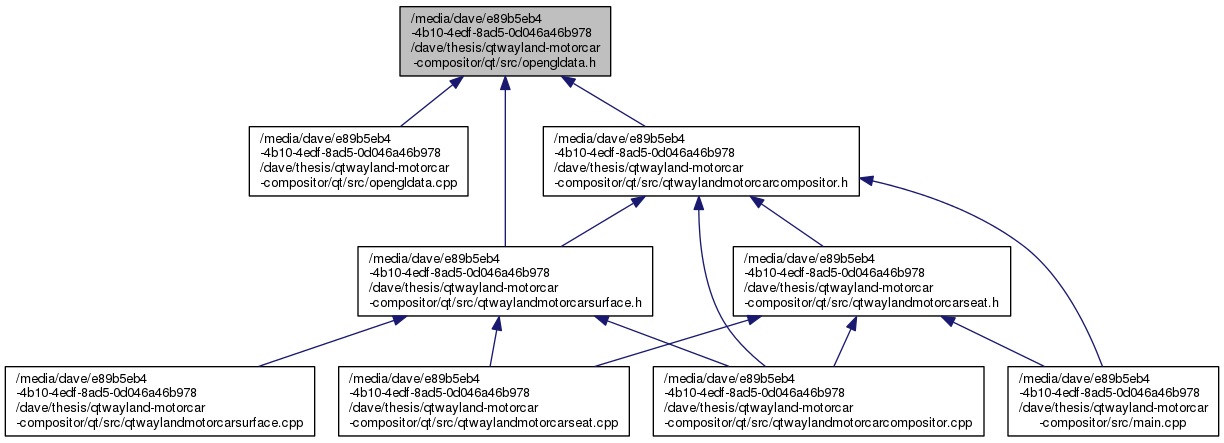 /media/dave/e89b5eb4
-4b10-4edf-8ad5-0d046a46b978
/dave/thesis/qtwayland-motorcar
-compositor/qt/src/opengldata.h
/media/dave/e89b5eb4
-4b10-4edf-8ad5-0d046a46b978
/dave/thesis/qtwayland-motorcar
-compositor/qt/src/opengldata.cpp
/media/dave/e89b5eb4
-4b10-4edf-8ad5-0d046a46b978
/dave/thesis/qtwayland-motorcar
-compositor/qt/src/qtwaylandmotorcarcompositor.h
/media/dave/e89b5eb4
-4b10-4edf-8ad5-0d046a46b978
/dave/thesis/qtwayland-motorcar
-compositor/qt/src/qtwaylandmotorcarsurface.h
/media/dave/e89b5eb4
-4b10-4edf-8ad5-0d046a46b978
/dave/thesis/qtwayland-motorcar
-compositor/qt/src/qtwaylandmotorcarseat.h
/media/dave/e89b5eb4
-4b10-4edf-8ad5-0d046a46b978
/dave/thesis/qtwayland-motorcar
-compositor/qt/src/qtwaylandmotorcarsurface.cpp
/media/dave/e89b5eb4
-4b10-4edf-8ad5-0d046a46b978
/dave/thesis/qtwayland-motorcar
-compositor/qt/src/qtwaylandmotorcarseat.cpp
/media/dave/e89b5eb4
-4b10-4edf-8ad5-0d046a46b978
/dave/thesis/qtwayland-motorcar
-compositor/qt/src/qtwaylandmotorcarcompositor.cpp
/media/dave/e89b5eb4
-4b10-4edf-8ad5-0d046a46b978
/dave/thesis/qtwayland-motorcar
-compositor/src/main.cpp